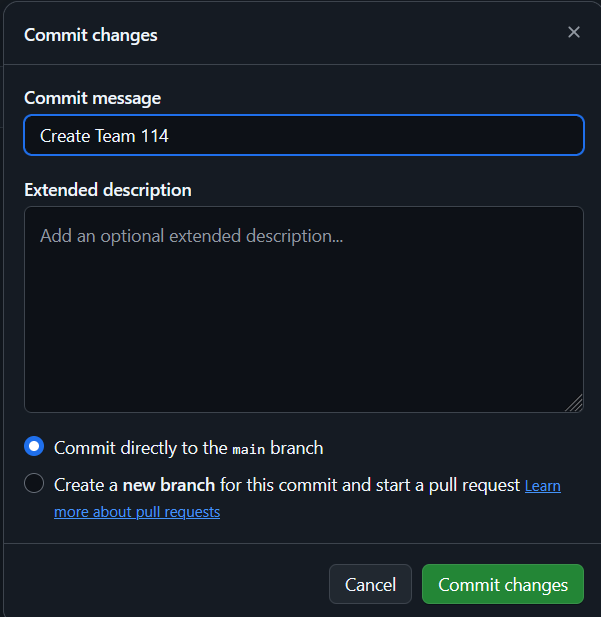 Commit changes
Commit message
Create Team 114
Extended description
Add an optional extended description...
Commit directly to the main branch
Create a new branch for this commit and start a pull request Learn
more about pull requests
Cancel
Commit changes